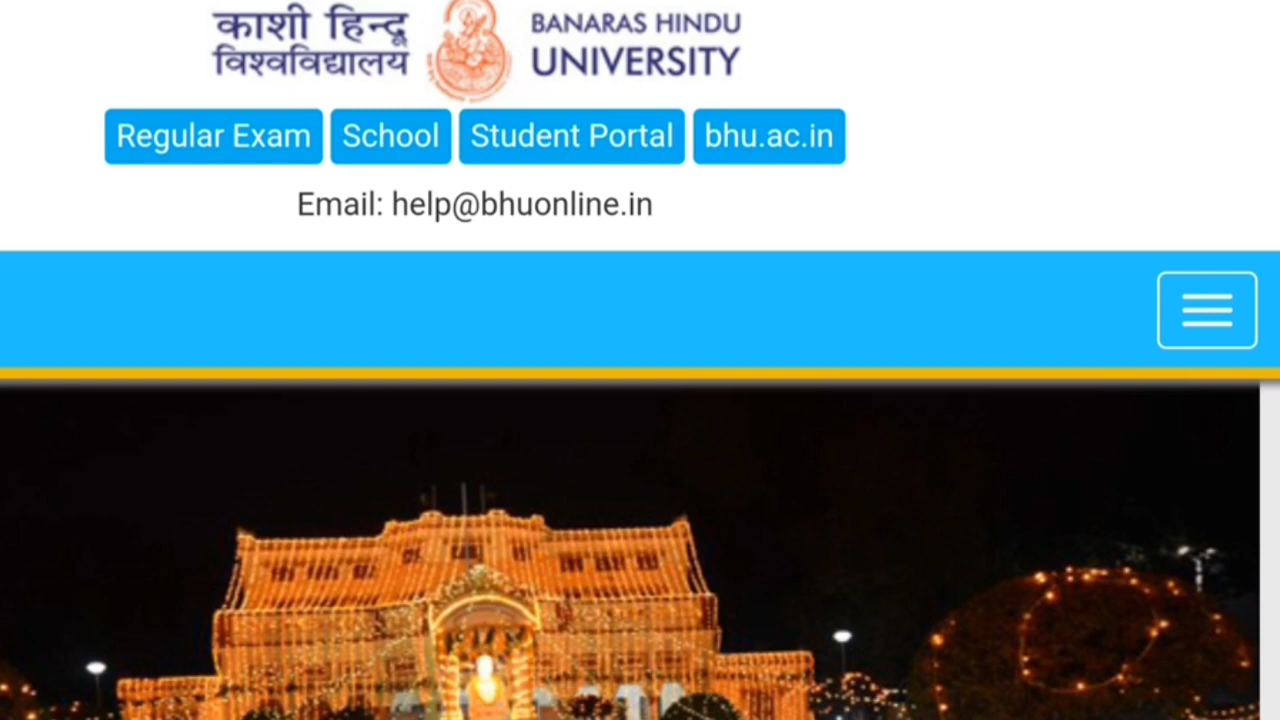 काशी हिन्दू
विश्वविद्यालय
BANARAS HINDU
UNIVERSITY
Regular Exam School Student Portal bhu.ac.in
Email: help@bhuonline.in